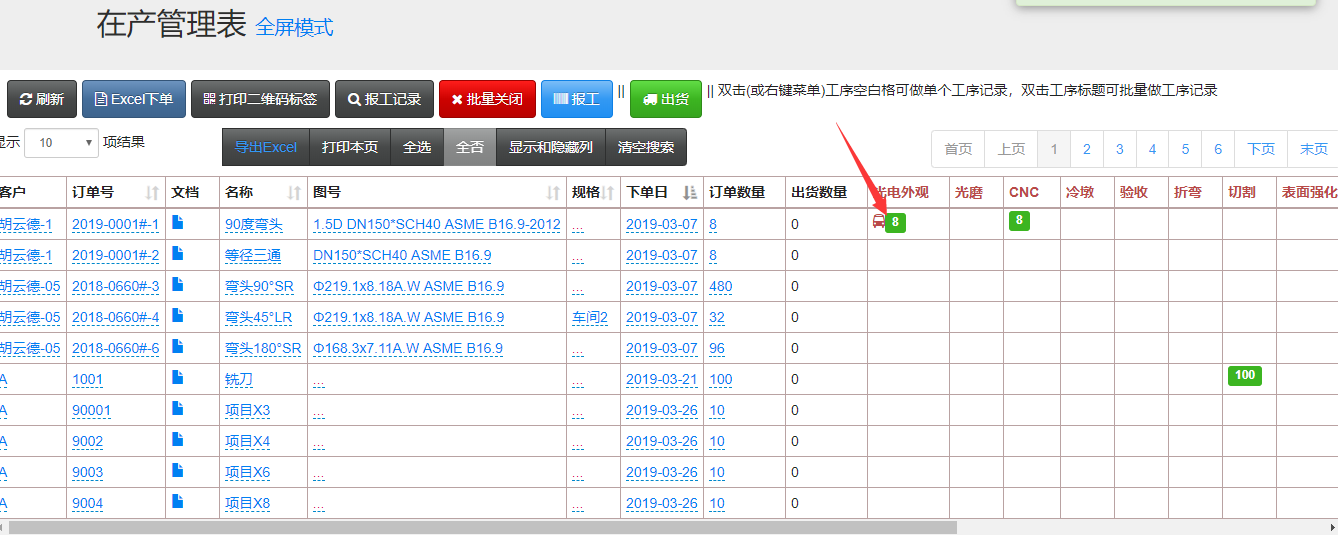 在产管理表 全屏模式
刷新 Excel下单 打印二维码标签 报工记录 批量关闭 报工 || 出货 || 双击(或右键菜单)工序空白格可做单个工序记录，双击工序标题可批量做工序记录
显示 10 项结果 导出Excel 打印本页 全选 全否 显示和隐藏列 清空搜索 首页 上页 1 2 3 4 5 6 下页 末页
客户 订单号 文档 名称 图号 规格 下单日 订单数量 出货数量 光电外观 光磨 CNC 冷墩 验收 折弯 切割 表面强化
胡云德-1 2019-0001#-1 90度弯头 1.5D DN150*SCH40 ASME B16.9-2012 ... 2019-03-07 8 0 8 8
胡云德-1 2019-0001#-2 等径三通 DN150*SCH40 ASME B16.9 ... 2019-03-07 8 0
胡云德-05 2018-0660#-3 弯头90°SR Φ219.1x8.18A.W ASME B16.9 ... 2019-03-07 480 0
胡云德-05 2018-0660#-4 弯头45°LR Φ219.1x8.18A.W ASME B16.9 车间2 2019-03-07 32 0
胡云德-05 2018-0660#-6 弯头180°SR Φ168.3x7.11A.W ASME B16.9 ... 2019-03-07 96 0
A 1001 铣刀 ... ... 2019-03-21 100 0 100
A 90001 项目X3 ... ... 2019-03-26 10 0
A 9002 项目X4 ... ... 2019-03-26 10 0
A 9003 项目X6 ... ... 2019-03-26 10 0
A 9004 项目X8 ... ... 2019-03-26 10 0